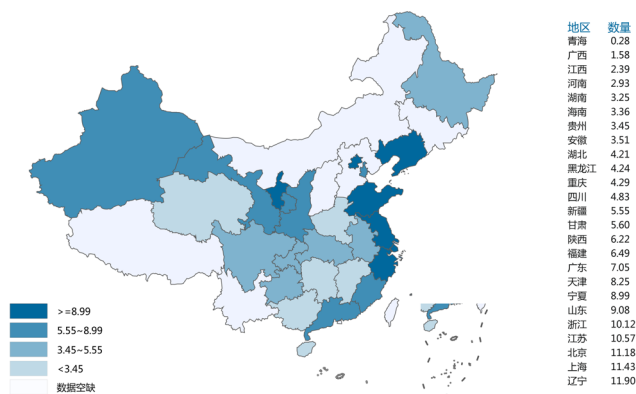 地区 数量
青海 0.28
广西 1.58
江西 2.39
河南 2.93
湖南 3.25
海南 3.36
贵州 3.45
安徽 3.51
湖北 4.21
黑龙江 4.24
重庆 4.29
四川 4.83
新疆 5.55
甘肃 5.60
陕西 6.22
福建 6.49
广东 7.05
天津 8.25
宁夏 8.99
山东 9.08
浙江 10.12
江苏 10.57
北京 11.18
上海 11.43
辽宁 11.90
>=8.99
5.55~8.99
3.45~5.55
<3.45
数据空缺